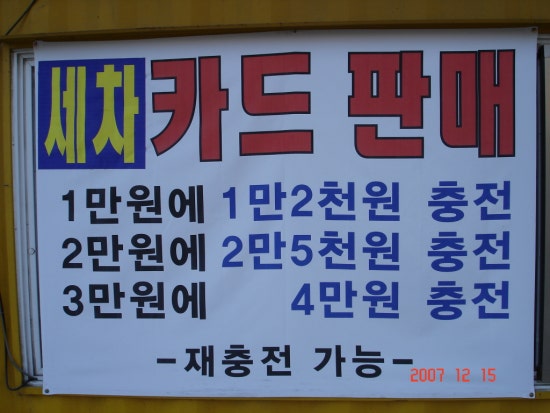 세차 카드 판매
1만원에 1만2천원 충전
2만원에 2만5천원 충전
3만원에 4만원 충전
-재충전 가능-
2007 12 15